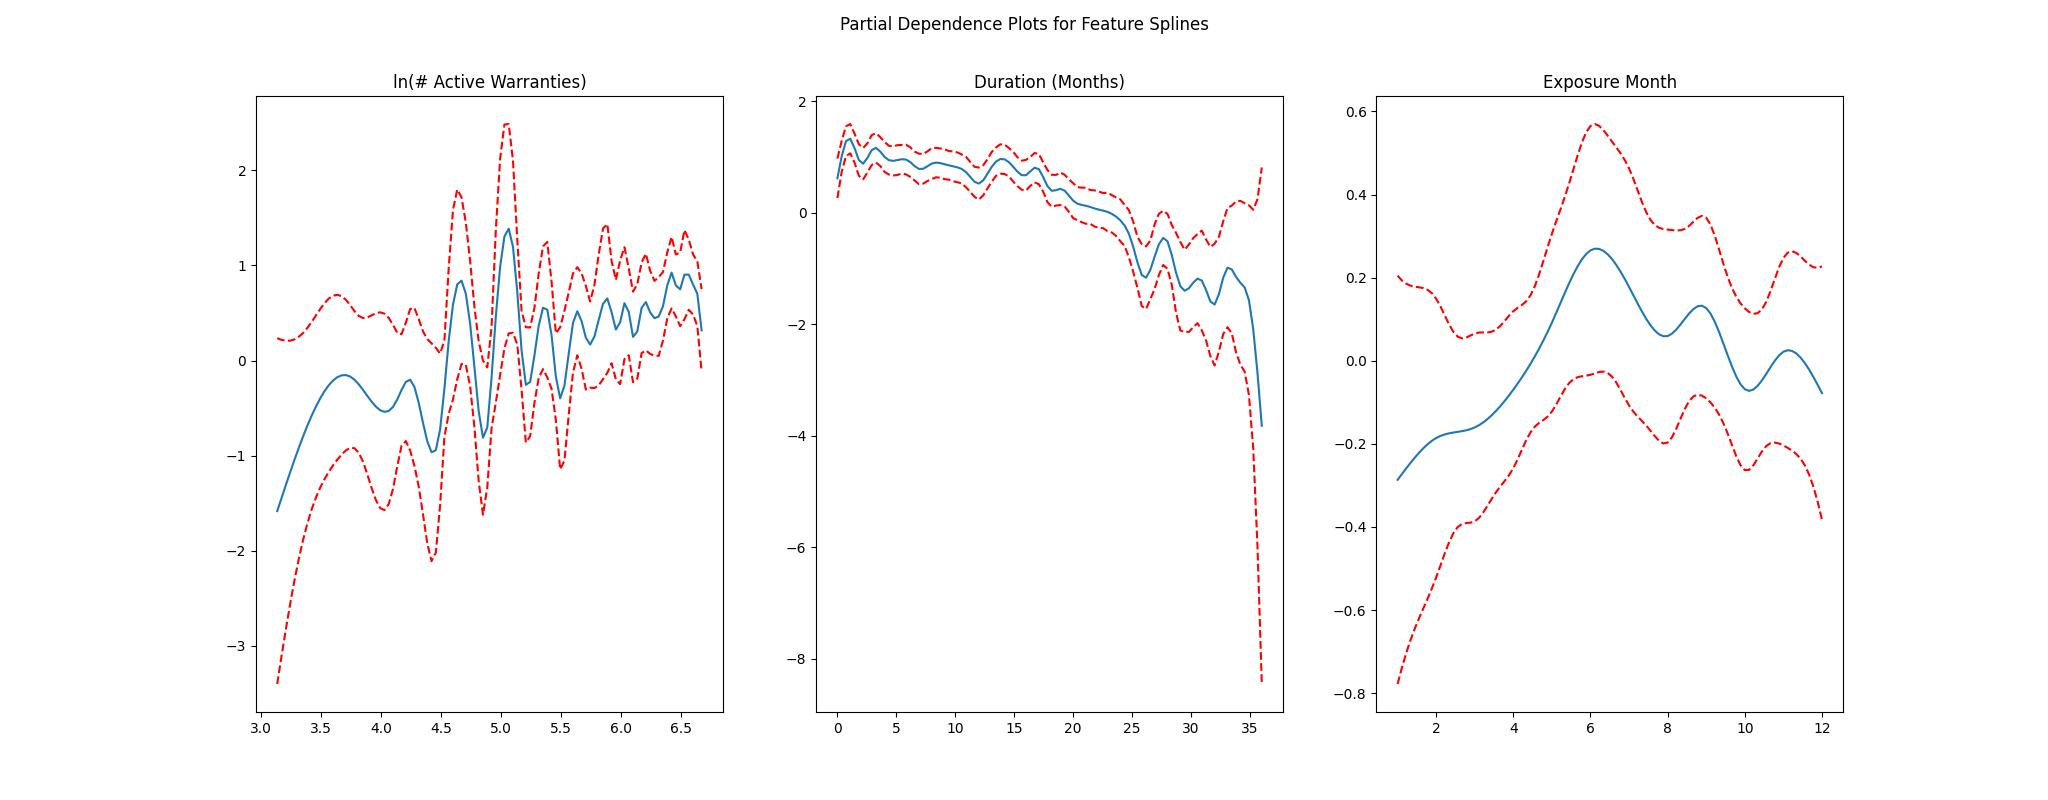 Partial Dependence Plots for Feature Splines
ln(# Active Warranties)
2
1
0
−1
−2
−3
3.0 3.5 4.0 4.5 5.0 5.5 6.0 6.5
Duration (Months)
2
0
−2
−4
−6
−8
0 5 10 15 20 25 30 35
Exposure Month
0.6
0.4
0.2
0.0
−0.2
−0.4
−0.6
−0.8
2 4 6 8 10 12